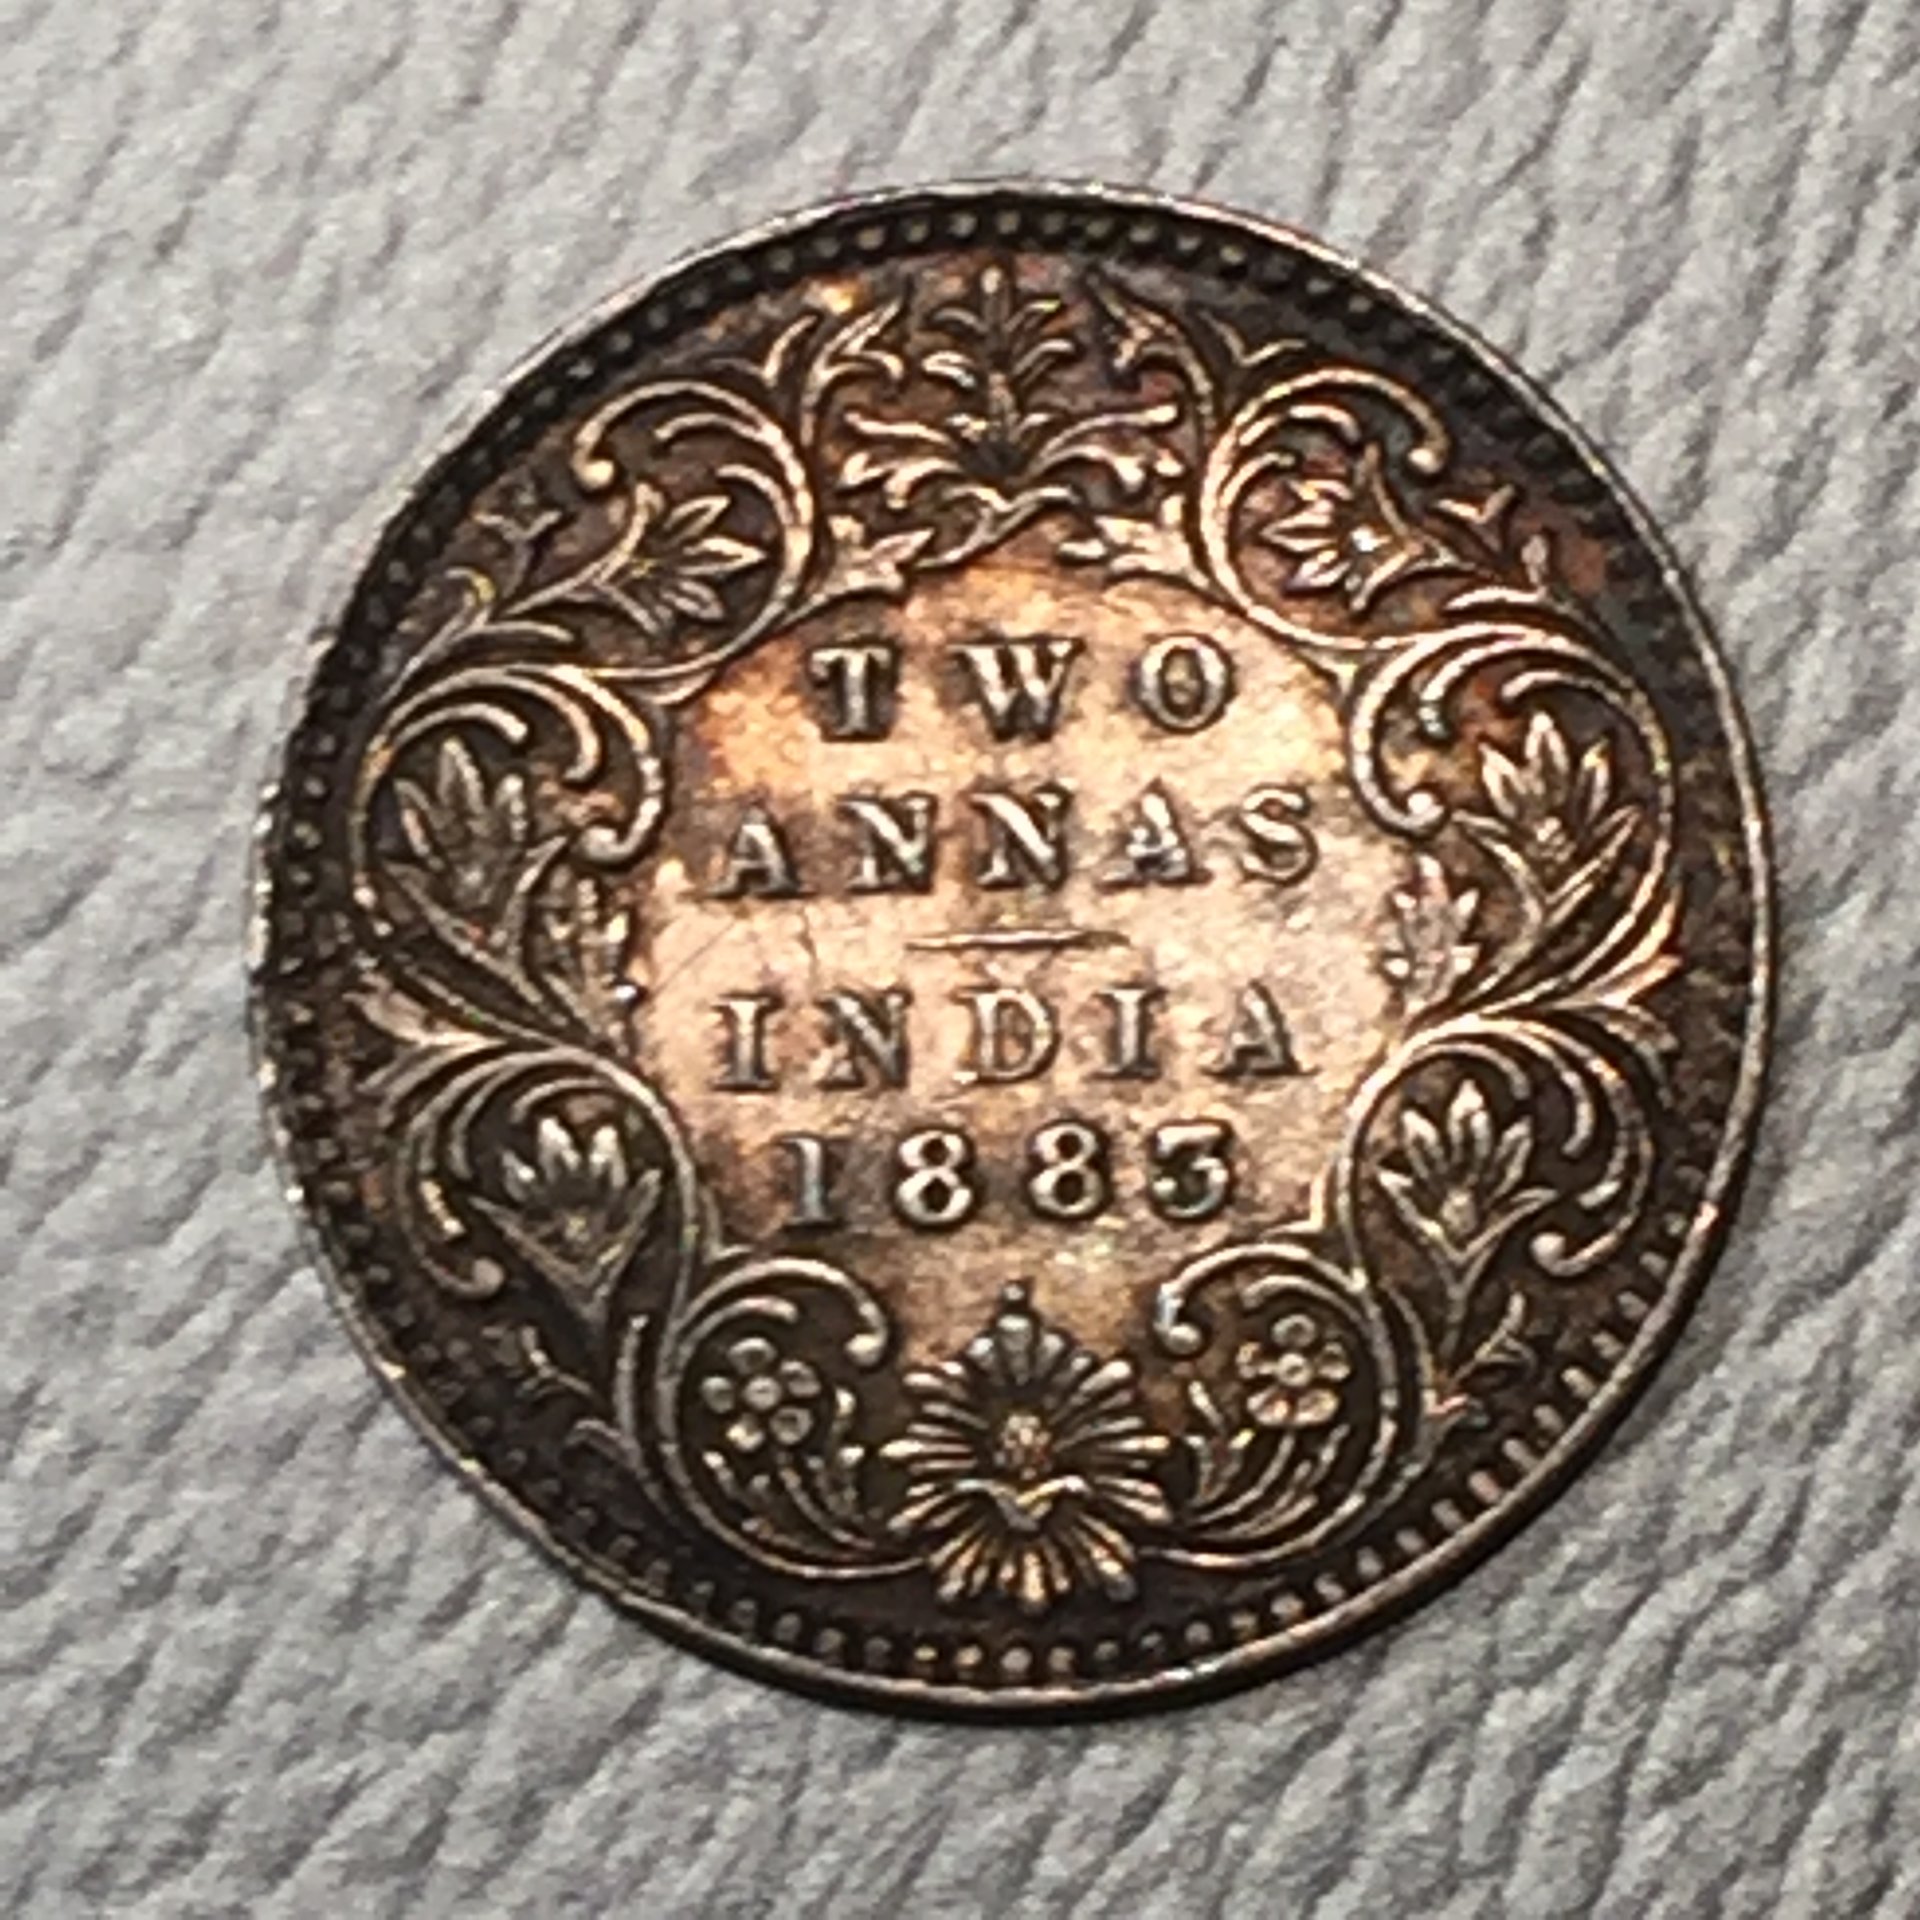 TWO
ANNAS
INDIA
1883